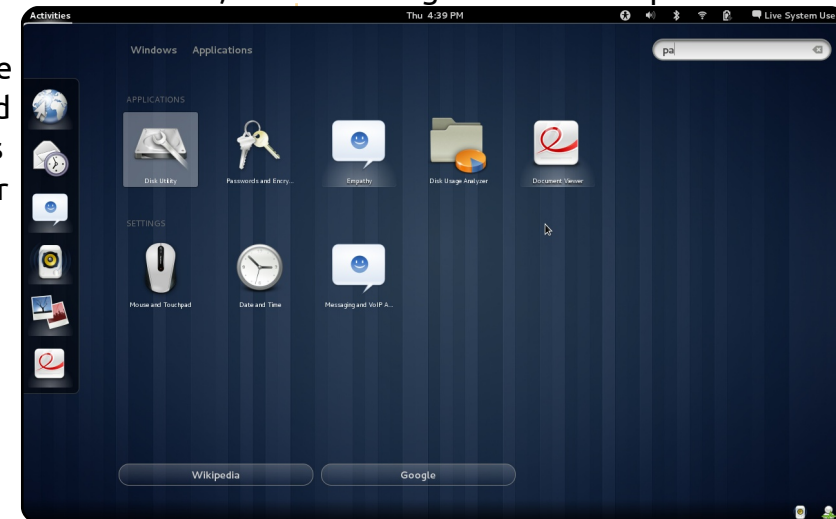 Activities
Thu 4:39 PM
Live System Use
Windows Applications
pa
APPLICATIONS
Disk Utility
Passwords and Encry...
Empathy
Disk Usage Analyzer
Document Viewer
SETTINGS
Mouse and Touchpad
Date and Time
Messaging and VoIP A...
Wikipedia
Google